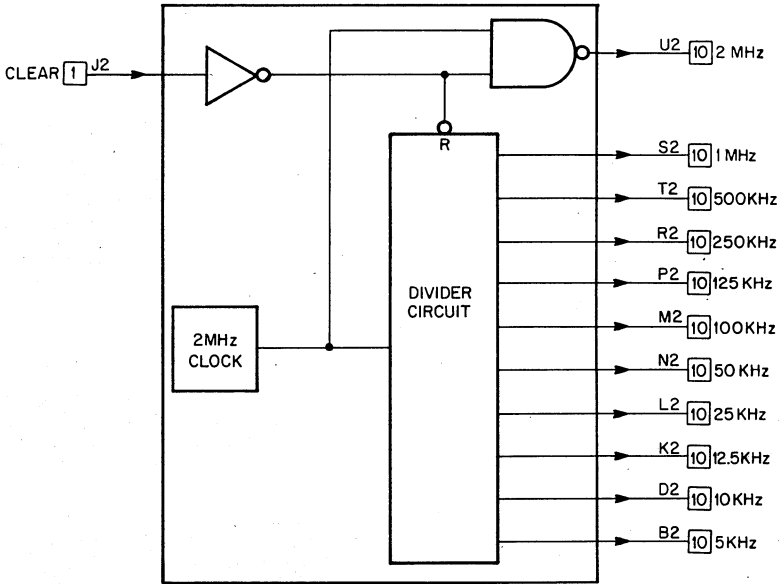 U2 10 2 MHz
CLEAR 1 J2
R
S2 10 1 MHz
T2 10 500KHz
R2 10 250KHz
P2 10 125 KHz
M2 10 100KHz
N2 10 50 KHz
L2 10 25 KHz
K2 10 12.5KHz
D2 10 10KHz
B2 10 5KHz
DIVIDER
CIRCUIT
2MHz
CLOCK